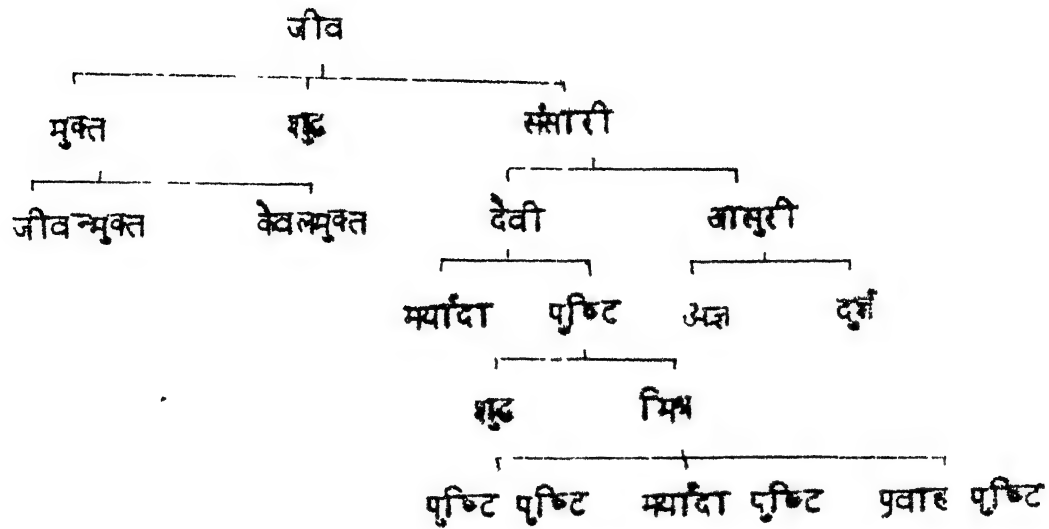 जीव
मुक्त शुद्ध संसारी
जीवन्मुक्त केवलमुक्त दैवी आसुरी
मर्यादा पुष्टि अज्ञ दुर्ज्ञ
शुद्ध मिश्र
पुष्टि पुष्टि मर्यादा पुष्टि प्रवाह पुष्टि